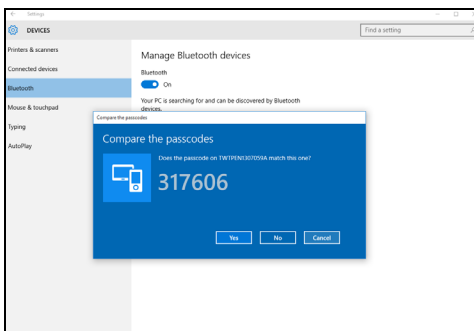 Settings
DEVICES
Find a setting
Printers & scanners
Connected devices
Bluetooth
Mouse & touchpad
Typing
AutoPlay
Manage Bluetooth devices
Bluetooth
On
Your PC is searching for and can be discovered by Bluetooth
devices.
Compare the passcodes
Compare the passcodes
Does the passcode on TWTPENI307059A match this one?
317606
Yes
No
Cancel